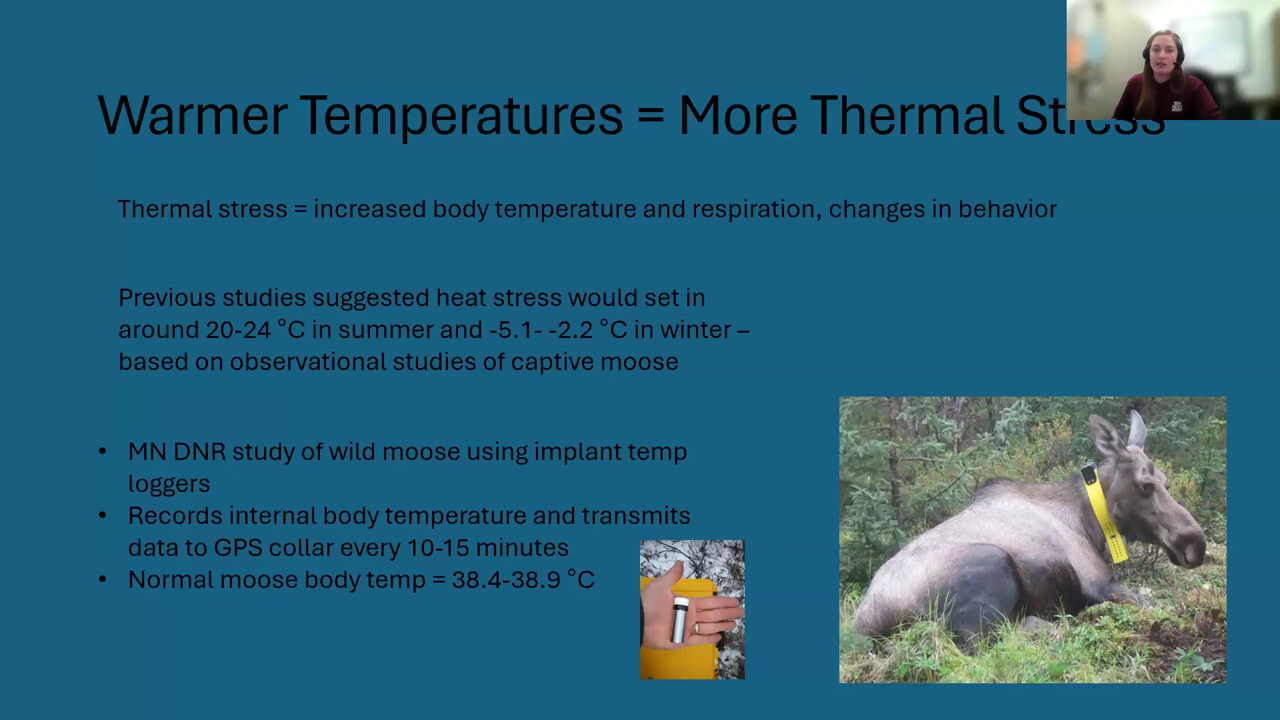 Warmer Temperatures = More Thermal Stress
Thermal stress = increased body temperature and respiration, changes in behavior
Previous studies suggested heat stress would set in
around 20-24 °C in summer and -5.1- -2.2 °C in winter –
based on observational studies of captive moose
• MN DNR study of wild moose using implant temp
loggers
• Records internal body temperature and transmits
data to GPS collar every 10-15 minutes
• Normal moose body temp = 38.4-38.9 °C